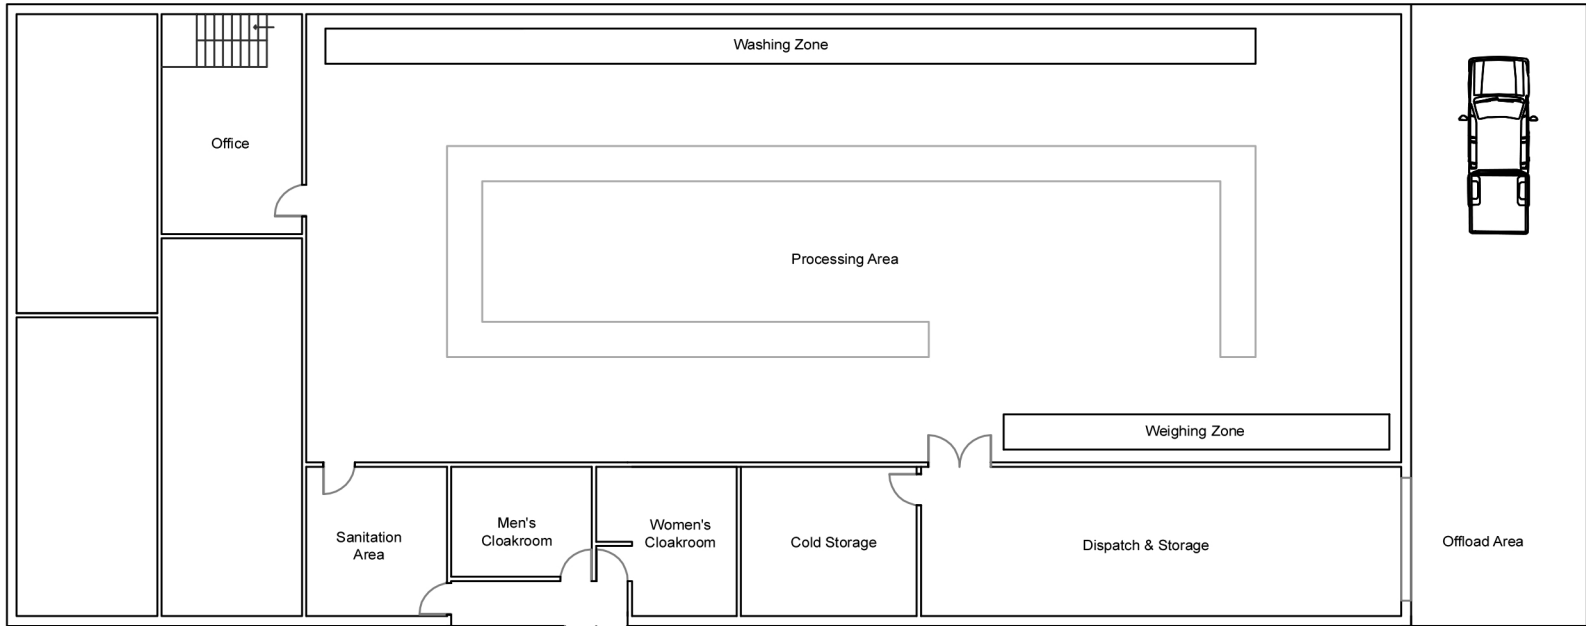 Washing Zone
Office
Processing Area
Weighing Zone
Men's
Cloakroom
Women's
Cloakroom
Sanitation
Area
Cold Storage
Dispatch & Storage
Offload Area